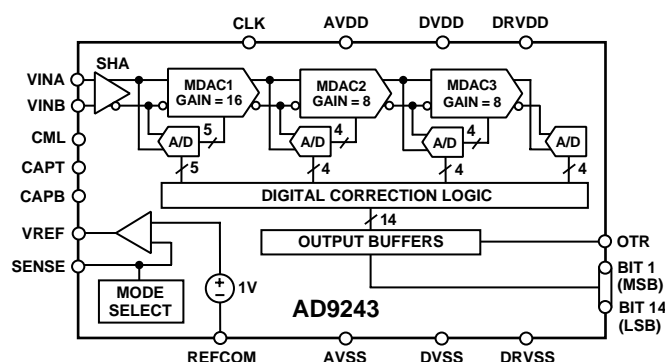 CLK AVDD DVDD DRVDD
SHA
VINA
VINB
CML
CAPT
CAPB
VREF
SENSE
MDAC1
GAIN = 16
MDAC2
GAIN = 8
MDAC3
GAIN = 8
A/D 5
A/D 4
A/D 4
A/D
5 4 4 4
DIGITAL CORRECTION LOGIC
14
OUTPUT BUFFERS
OTR
BIT 1
(MSB)
BIT 14
(LSB)
MODE
SELECT
1V
AD9243
REFCOM AVSS DVSS DRVSS